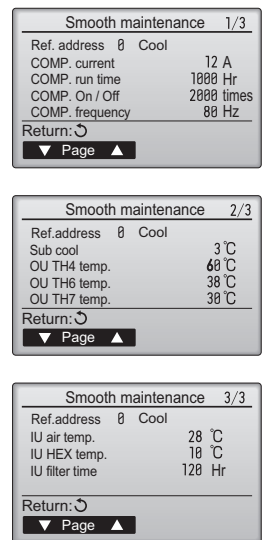 Smooth maintenance 1/3
Ref. address 0 Cool
COMP. current 12 A
COMP. run time 1000 Hr
COMP. On / Off 2000 times
COMP. frequency 80 Hz
Return:
▼ Page ▲
Smooth maintenance 2/3
Ref.address 0 Cool
Sub cool 3 ℃
OU TH4 temp. 60 ℃
OU TH6 temp. 38 ℃
OU TH7 temp. 30 ℃
Return:
▼ Page ▲
Smooth maintenance 3/3
Ref.address 0 Cool
IU air temp. 28 ℃
IU HEX temp. 10 ℃
IU filter time 120 Hr
Return:
▼ Page ▲